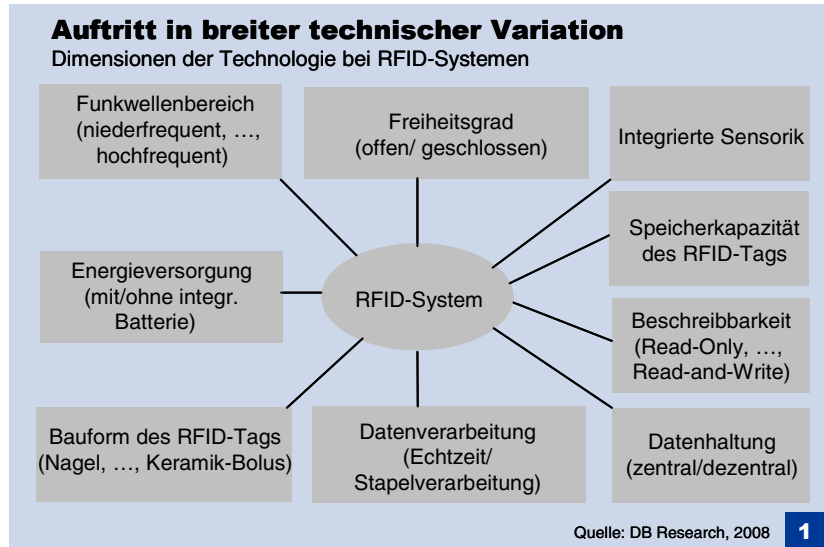 Auftritt in breiter technischer Variation
Dimensionen der Technologie bei RFID-Systemen
Funkwellenbereich
(niederfrequent, …,
hochfrequent)
Freiheitsgrad
(offen/ geschlossen)
Integrierte Sensorik
Speicherkapazität
des RFID-Tags
Energieversorgung
(mit/ohne integr.
Batterie)
RFID-System
Beschreibbarkeit
(Read-Only, …,
Read-and-Write)
Bauform des RFID-Tags
(Nagel, …, Keramik-Bolus)
Datenverarbeitung
(Echtzeit/
Stapelverarbeitung)
Datenhaltung
(zentral/dezentral)
Quelle: DB Research, 2008 1